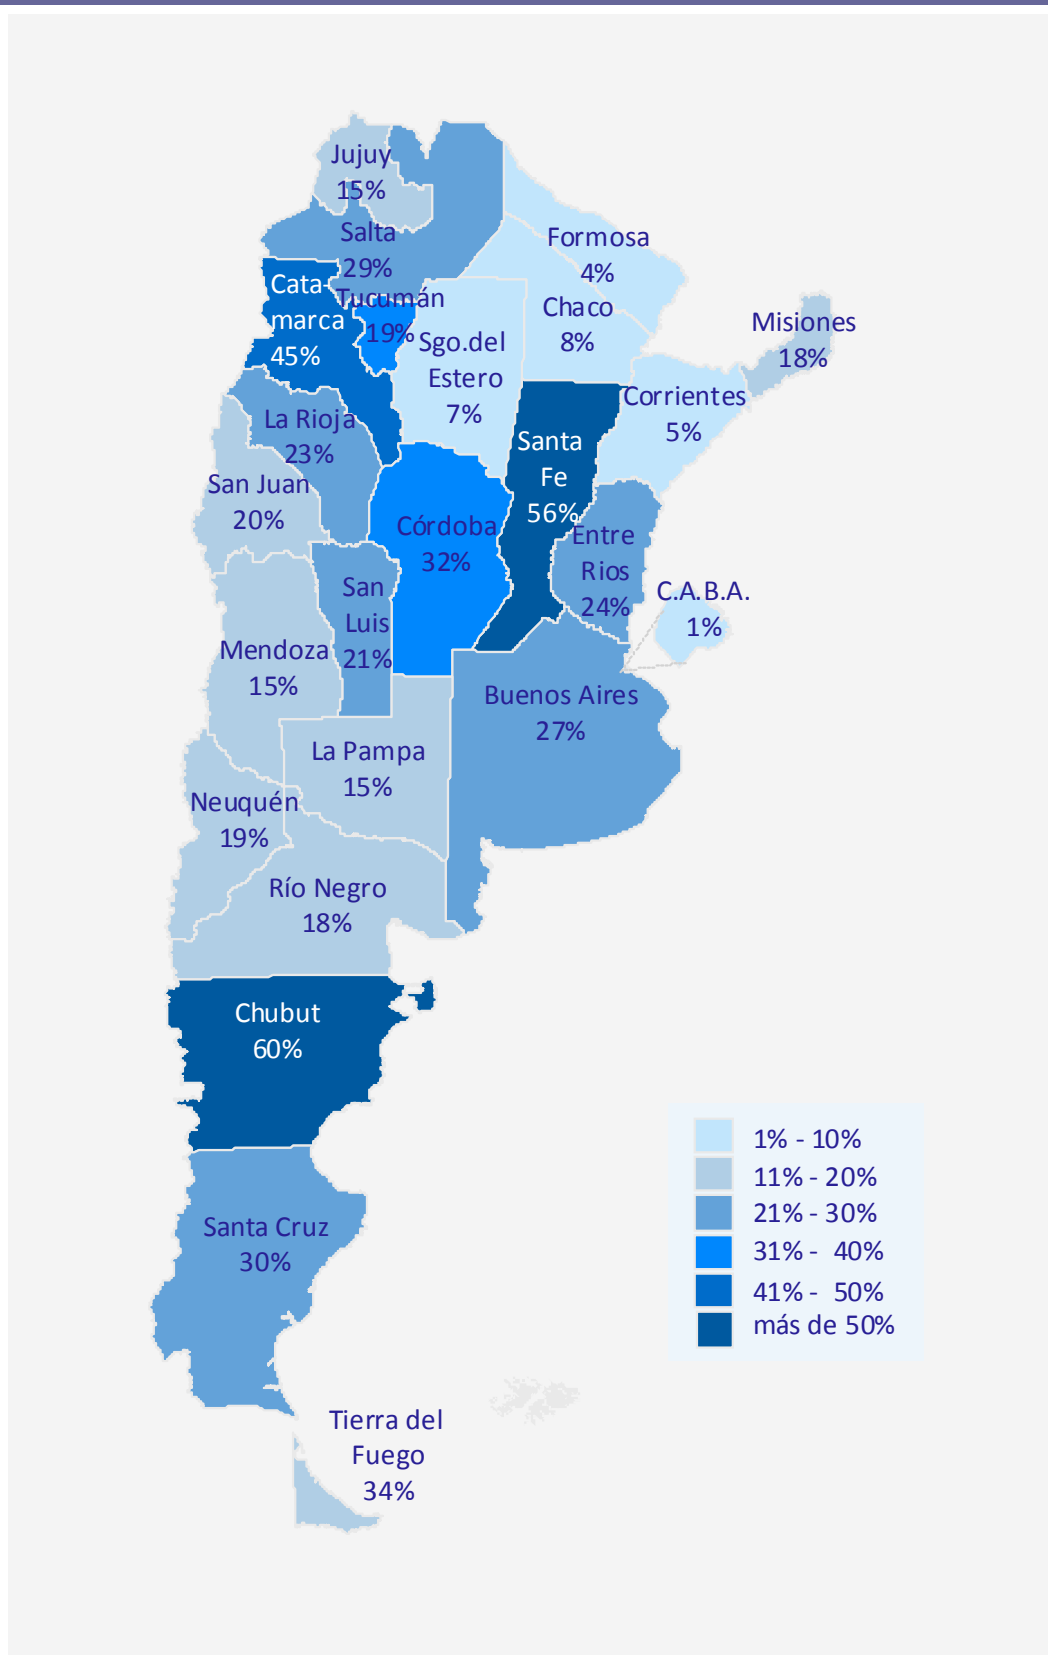 Jujuy
15%
Salta
29%
Formosa
4%
Cata-
marca
45%
Tucumán
19%
Chaco
8%
Misiones
18%
Sgo.del
Estero
7%
Corrientes
5%
La Rioja
23%
Santa
Fe
56%
San Juan
20%
Córdoba
32%
Entre
Rios
24%
San
Luis
21%
C.A.B.A.
1%
Mendoza
15%
Buenos Aires
27%
La Pampa
15%
Neuquén
19%
Río Negro
18%
Chubut
60%
Santa Cruz
30%
Tierra del
Fuego
34%
1% - 10%
11% - 20%
21% - 30%
31% - 40%
41% - 50%
más de 50%